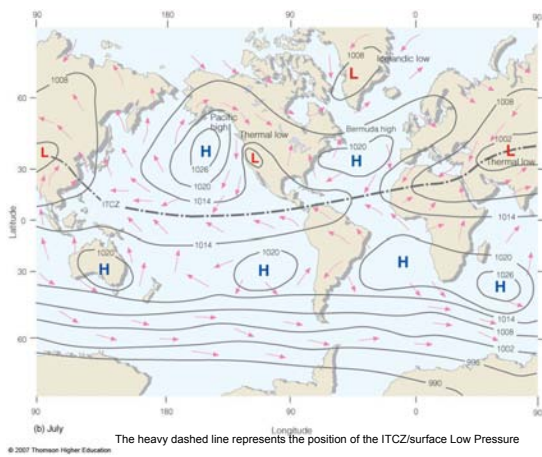 90 180 90 0 90
1008
Icelandic low
L
1008
60
1008
Pacific high
Thermal low
Bermuda high
1002
L
H
L
1020
H
L
Thermal low
30
1026
1020
1014
ITCZ
0
1014
1014
1020
1020
H
H
H
1026
H
30
1014
1008
1002
60
996
990
90
90 180 90 0 90
Latitude
(b) July
Longitude
The heavy dashed line represents the position of the ITCZ/surface Low Pressure
© 2007 Thomson Higher Education